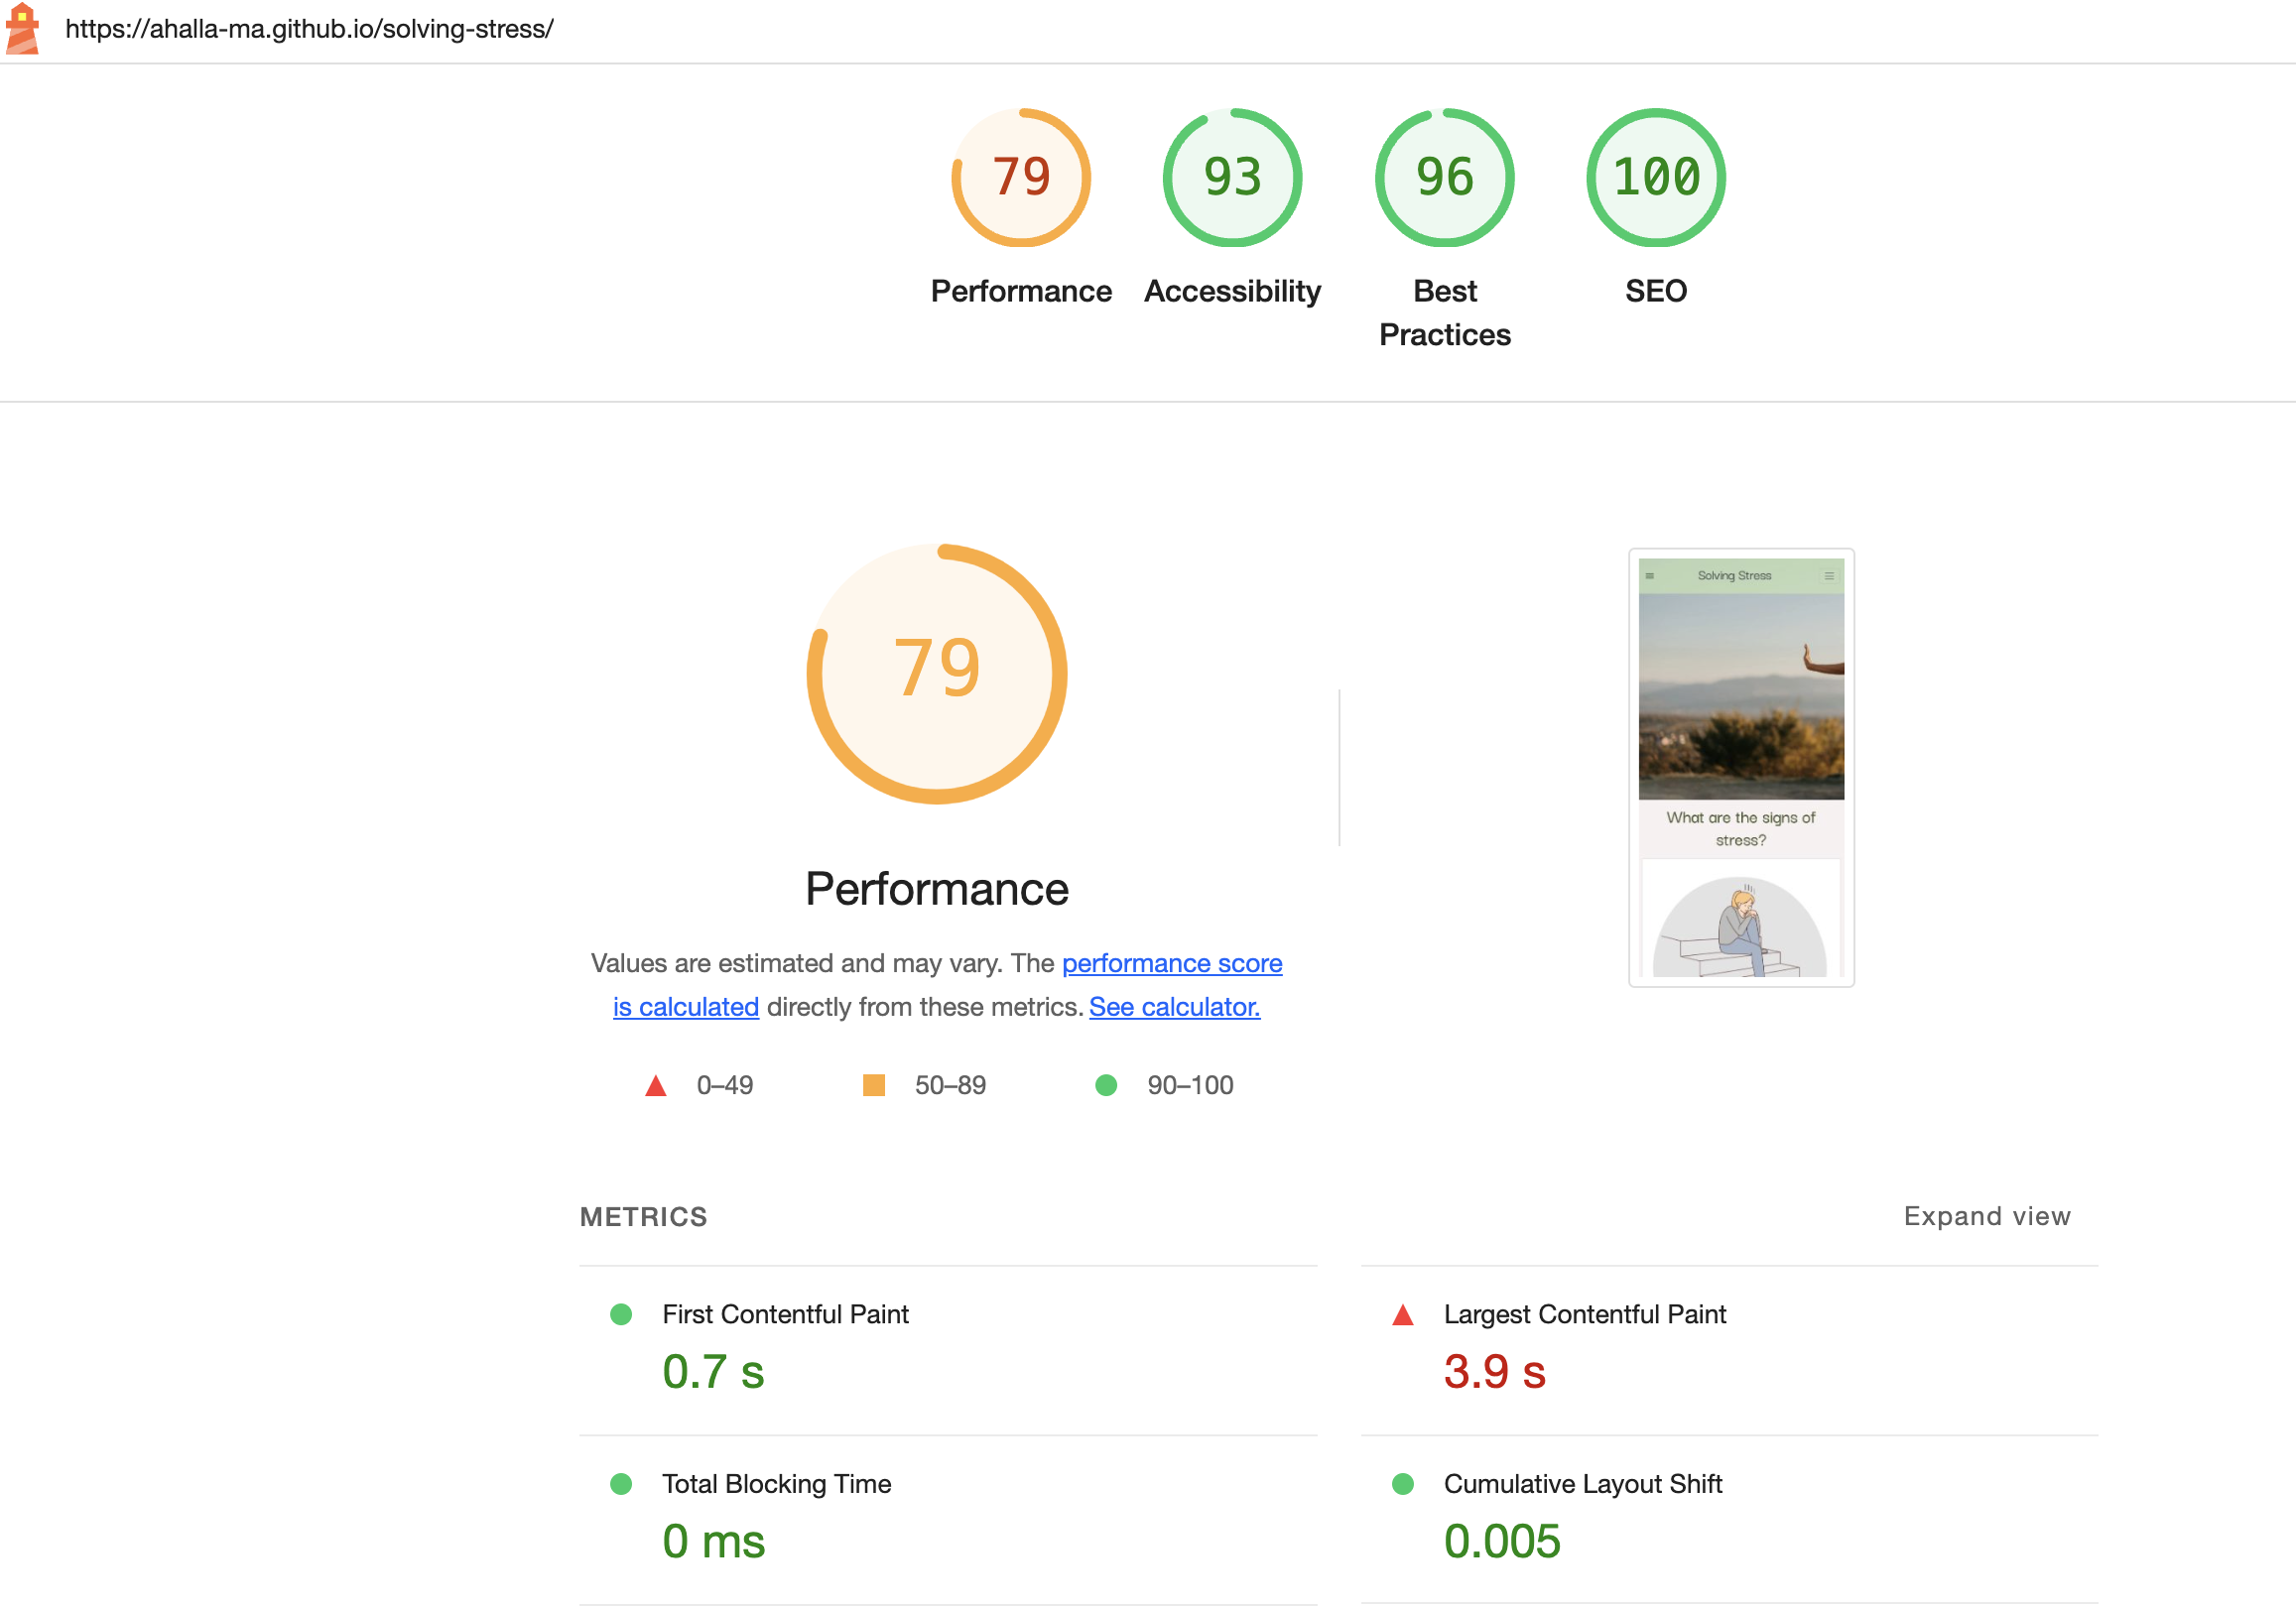 https://ahalla-ma.github.io/solving-stress/
79
93
96
100
Performance
Accessibility
Best
Practices
SEO
79
Performance
Values are estimated and may vary. The performance score
is calculated directly from these metrics. See calculator.
0–49
50–89
90–100
Solving Stress
What are the signs of
stress?
METRICS
Expand view
First Contentful Paint
0.7 s
Largest Contentful Paint
3.9 s
Total Blocking Time
0 ms
Cumulative Layout Shift
0.005